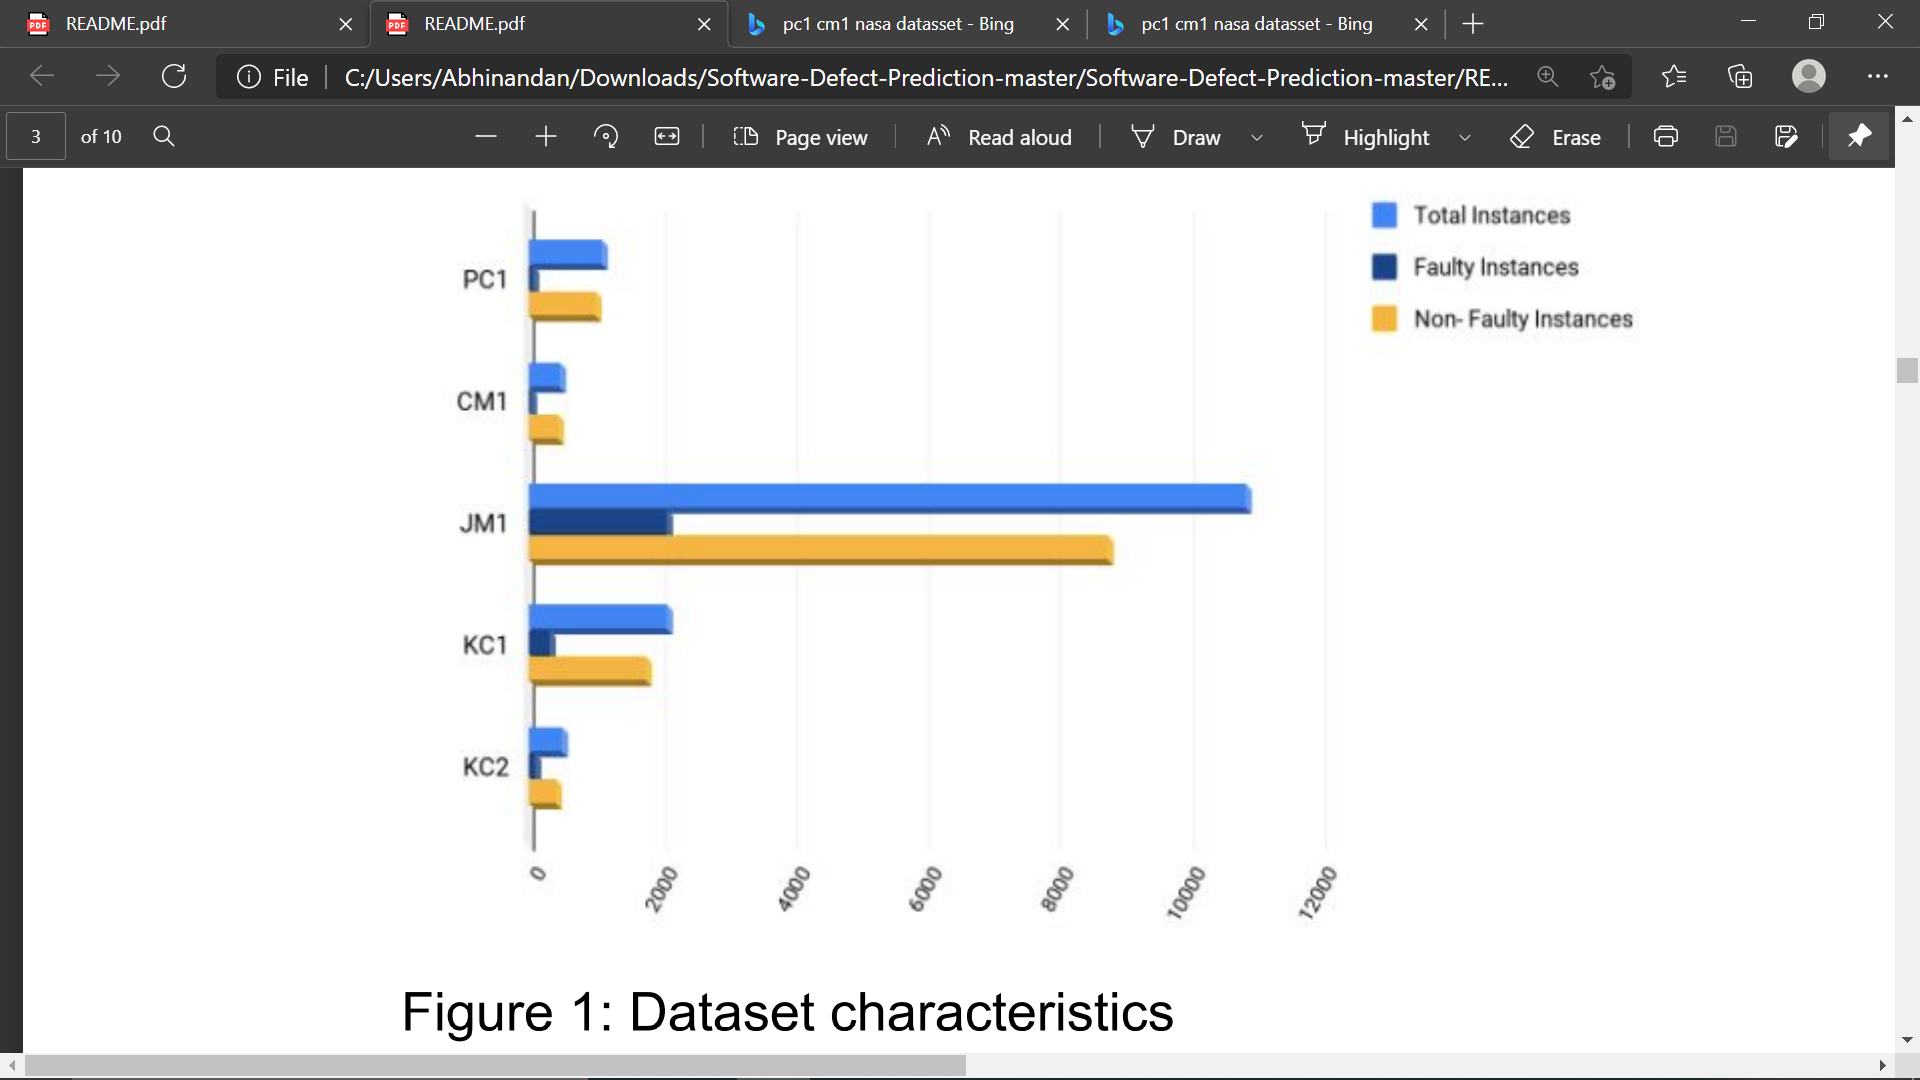 README.pdf
README.pdf
pc1 cm1 nasa datasset - Bing
pc1 cm1 nasa datasset - Bing
File
C:/Users/Abhinandan/Downloads/Software-Defect-Prediction-master/Software-Defect-Prediction-master/RE...
3 of 10
Page view
Read aloud
Draw
Highlight
Erase
Total Instances
Faulty Instances
Non- Faulty Instances
PC1
CM1
JM1
KC1
KC2
0 2000 4000 6000 8000 10000 12000
Figure 1: Dataset characteristics